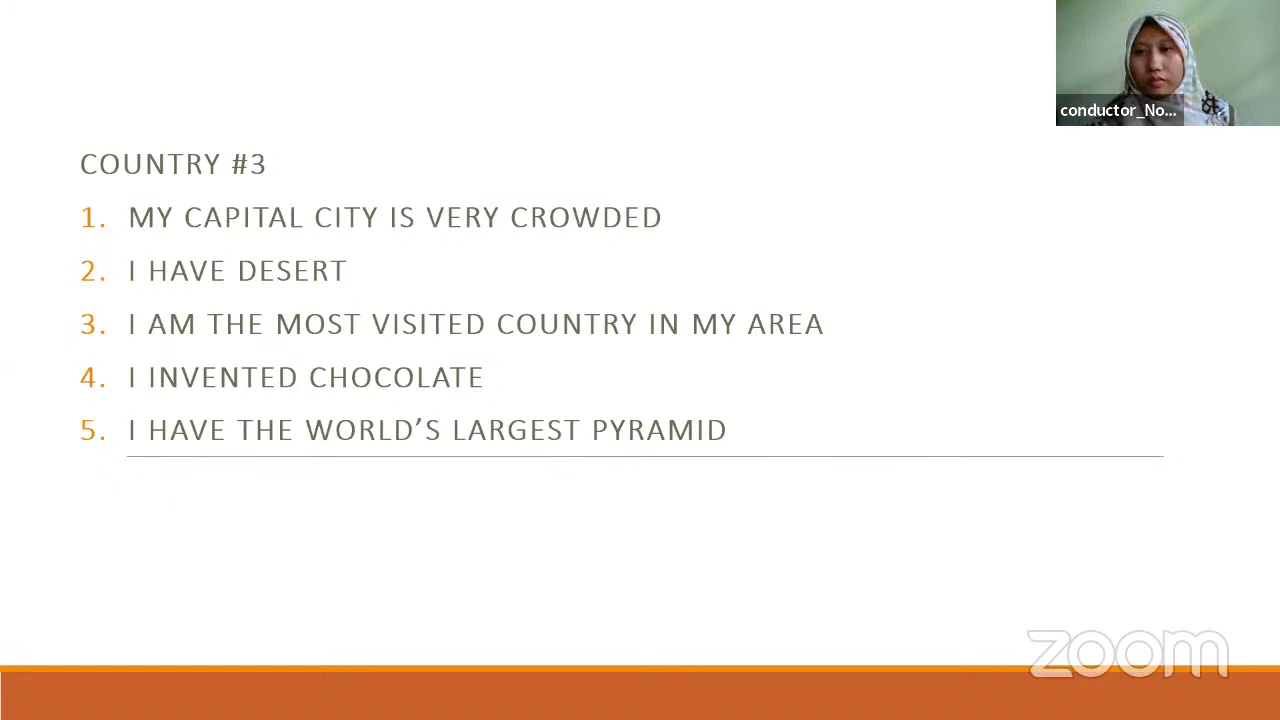 conductor_No...
COUNTRY #3
1. MY CAPITAL CITY IS VERY CROWDED
2. I HAVE DESERT
3. I AM THE MOST VISITED COUNTRY IN MY AREA
4. I INVENTED CHOCOLATE
5. I HAVE THE WORLD’S LARGEST PYRAMID
zoom